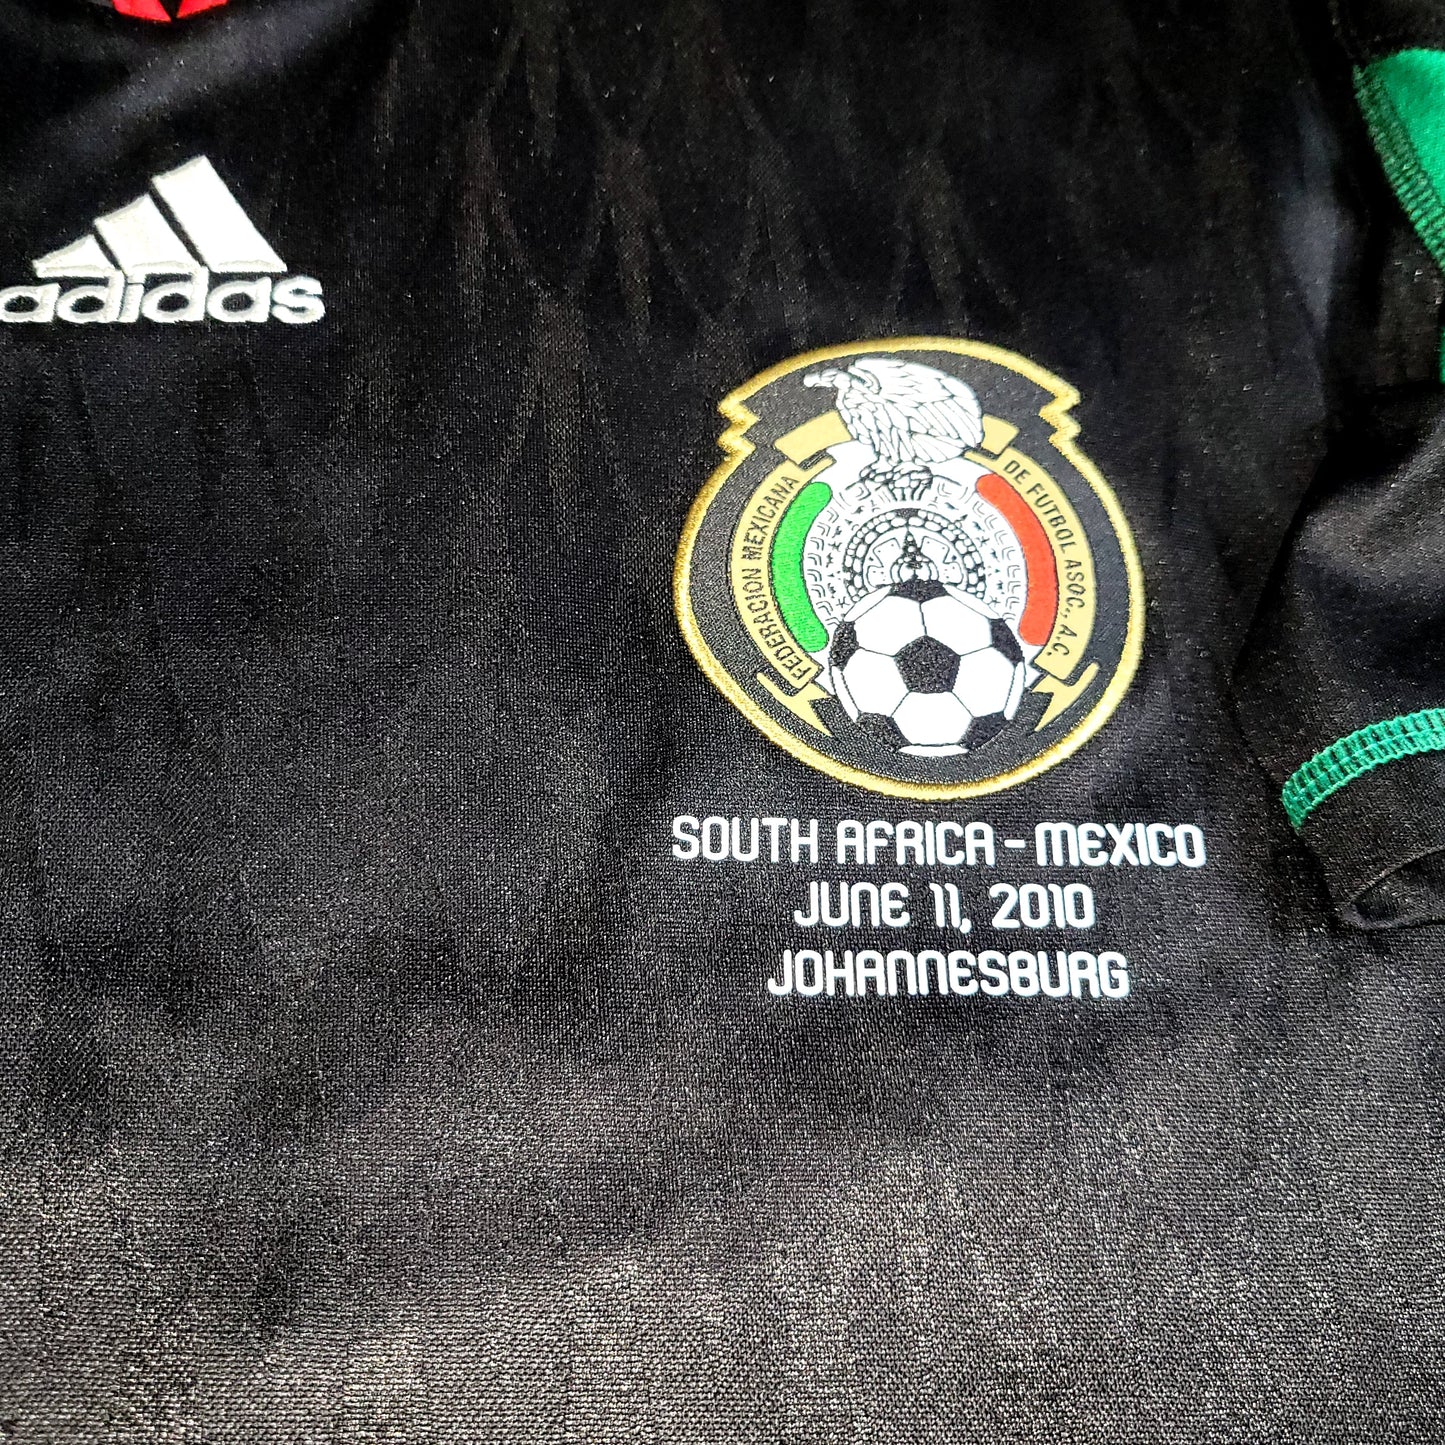 adidas
FEDERACION MEXICANA
DE FUTBOL ASOC., A.C.
SOUTH AFRICA - MEXICO
JUNE 11, 2010
JOHANNESBURG